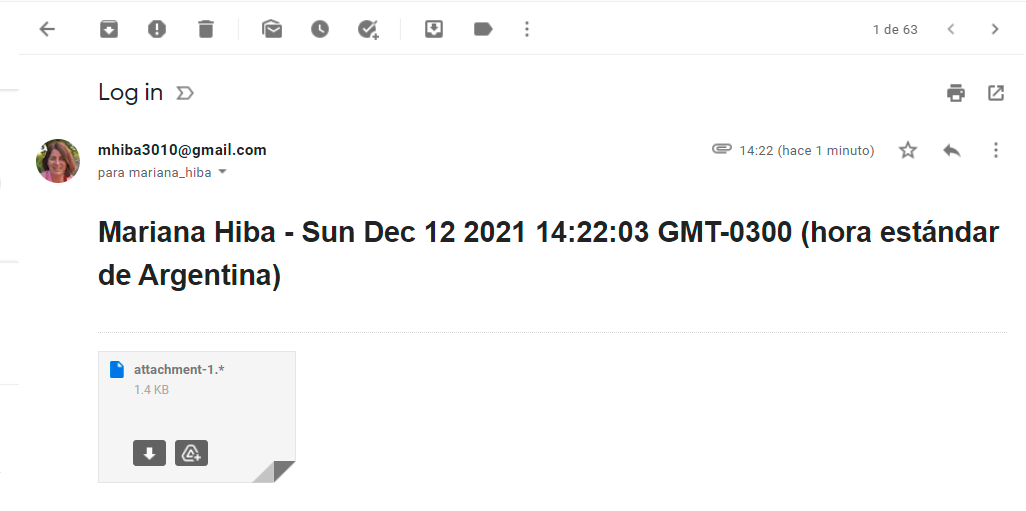 1 de 63
Log in
mhiba3010@gmail.com
14:22 (hace 1 minuto)
para mariana_hiba
Mariana Hiba - Sun Dec 12 2021 14:22:03 GMT-0300 (hora estándar
de Argentina)
attachment-1.*
1.4 KB